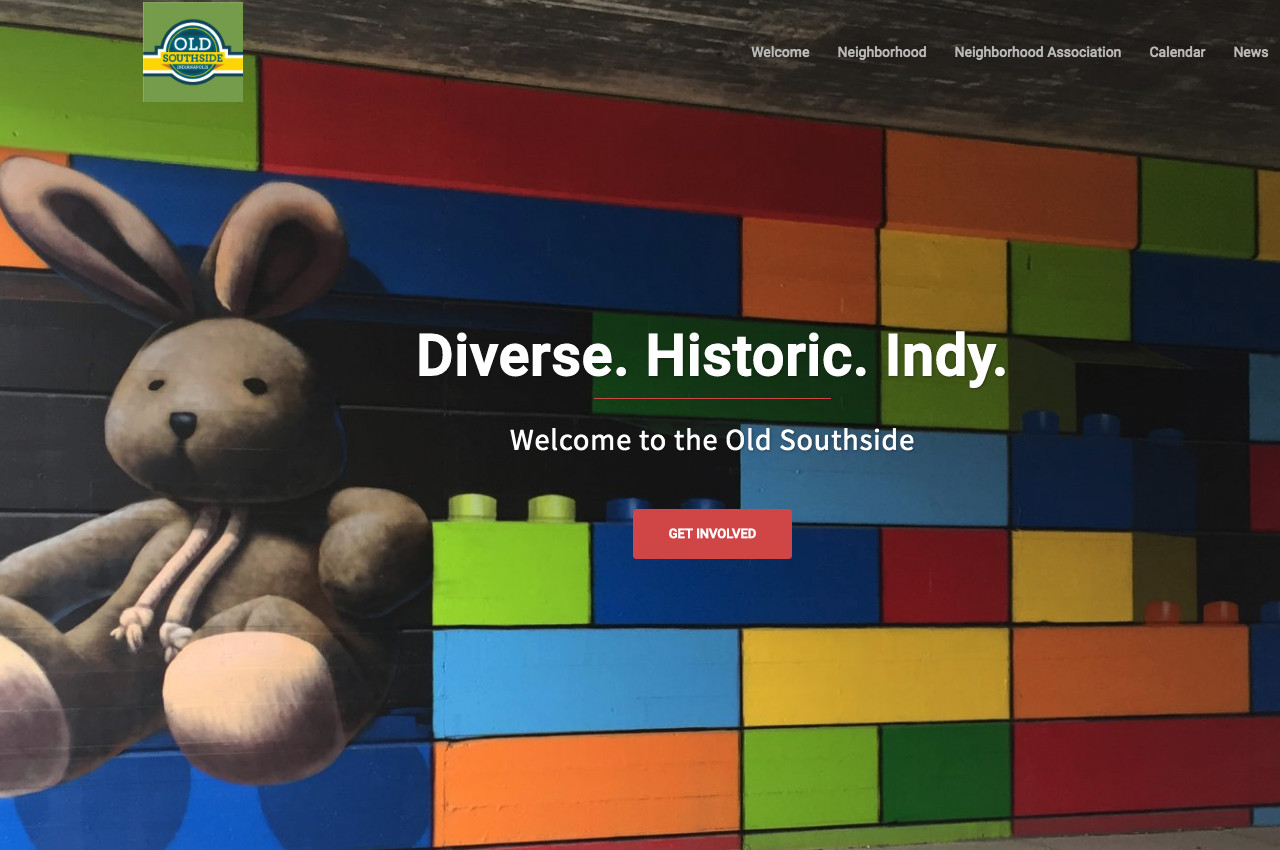 OLD
SOUTHSIDE
INDIANAPOLIS
Welcome
Neighborhood
Neighborhood Association
Calendar
News
Diverse. Historic. Indy.
Welcome to the Old Southside
GET INVOLVED